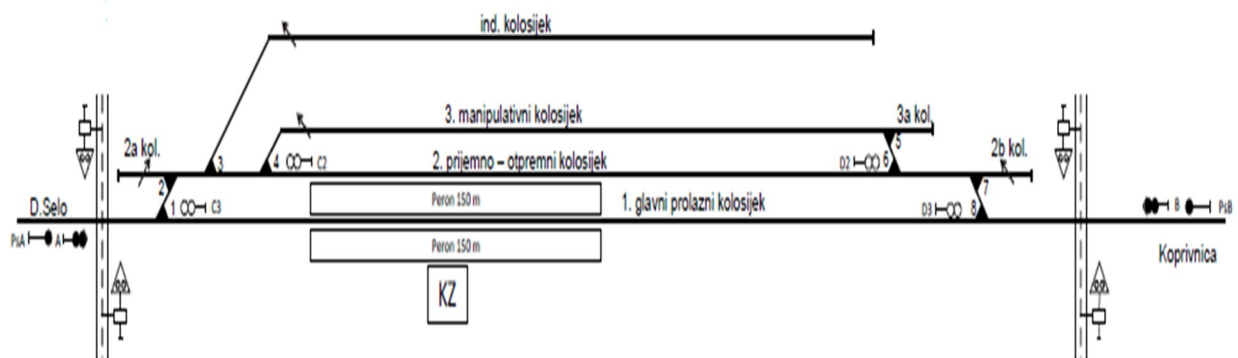 ind. kolosijek
3. manipulativni kolosijek
3a kol.
5
2a kol.
3
4
C2
2. prijemno – otpremni kolosijek
D2
6
2b kol.
2
7
Peron 150 m
D.Selo
1
C3
1. glavni prolazni kolosijek
D3
8
B
PsB
PsA
A
Peron 150 m
Koprivnica
KZ